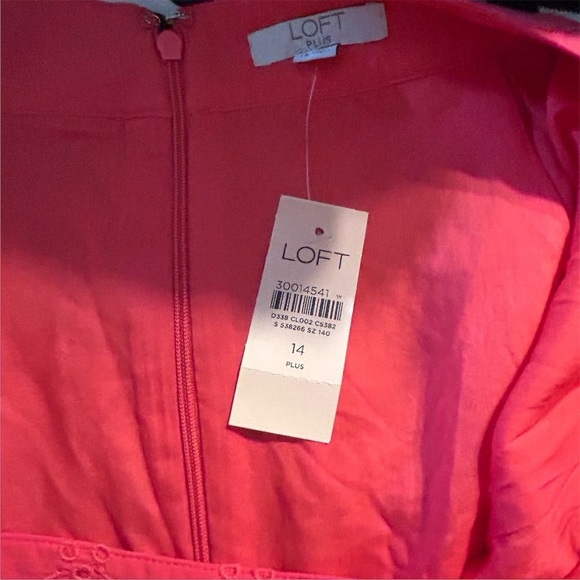 LOFT
PLUS
LOFT
30014541
D338 CL002 C5382
S 538266 SZ 140
14
PLUS